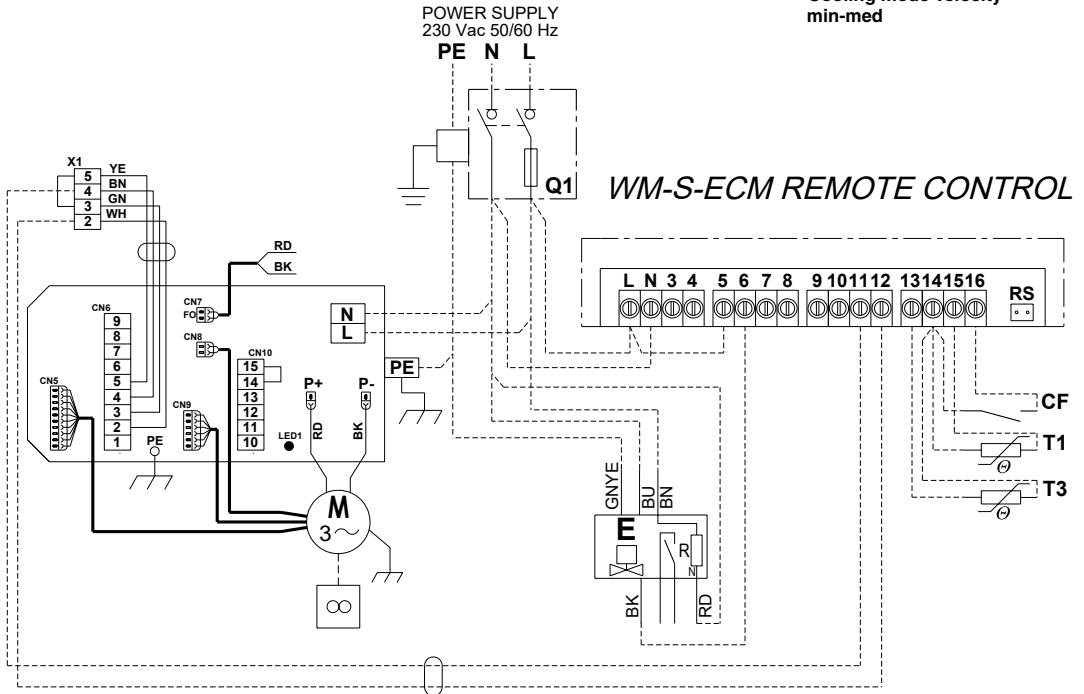 min-med
POWER SUPPLY
230 Vac 50/60 Hz
PE N L
Q1
WM-S-ECM REMOTE CONTROL
L N 3 4 5 6 7 8 9 10 11 12 13 14 15 16
RS
X1
5 YE
4 BN
3 GN
2 WH
RD
BK
CN7
FO
CN8
CN6
9
8
7
6
5
4
3
2
1
CN5
CN9
CN10
15
14
13
12
11
10
LED1
PE
N
L
PE
P+
P-
RD
BK
M
3~
CF
T1
Θ
T3
Θ
GNYE
BU
BN
E
R
N
BK
RD